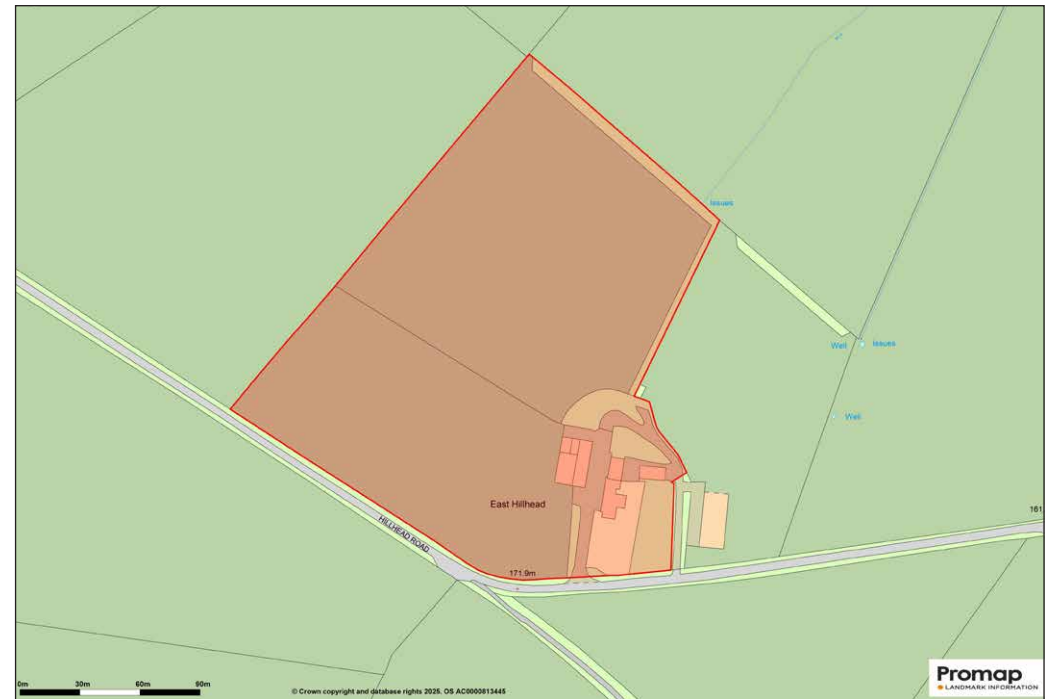 Issues
Well
Issues
Well
East Hillhead
161
HILLHEAD ROAD
171.9m
0m 30m 60m 90m
© Crown copyright and database rights 2025. OS AC0000813445
Promap
LANDMARK INFORMATION